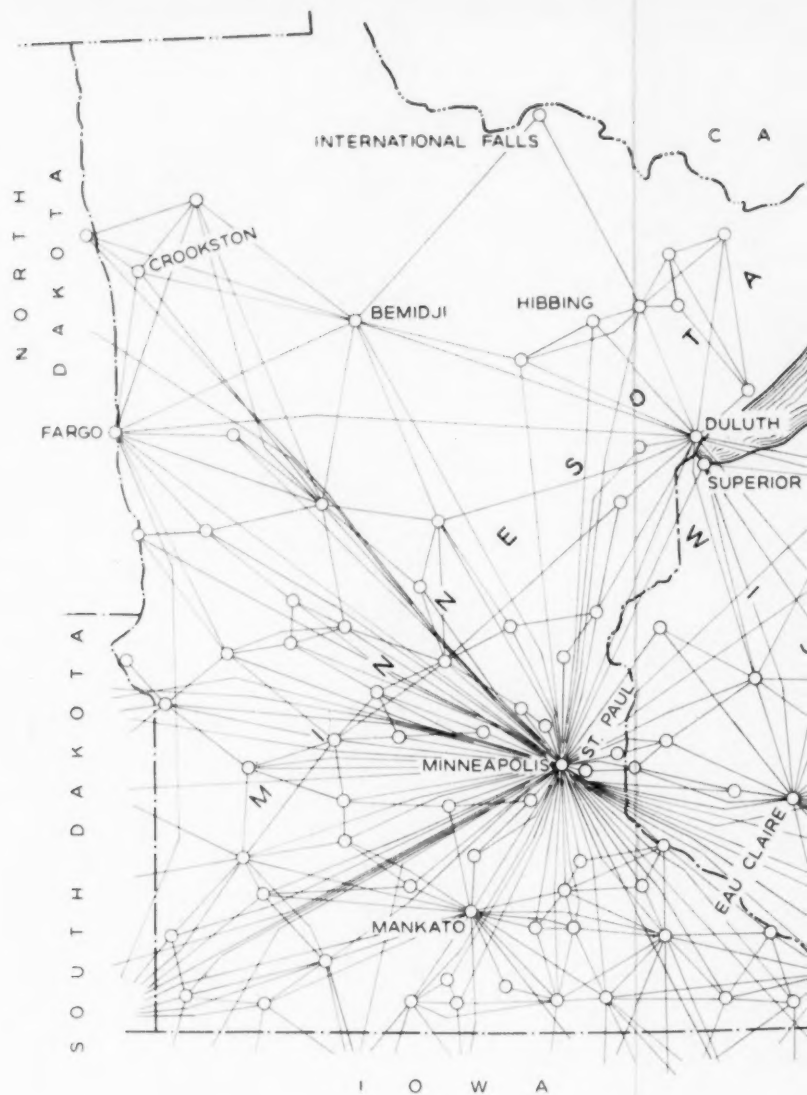 INTERNATIONAL FALLS
C A
NORTH DAKOTA
CROOKSTON
BEMIDJI
HIBBING
FARGO
DULUTH
SUPERIOR
MINNESOTA
W I
ST. PAUL
MINNEAPOLIS
EAU CLAIRE
MANKATO
SOUTH DAKOTA
IOWA